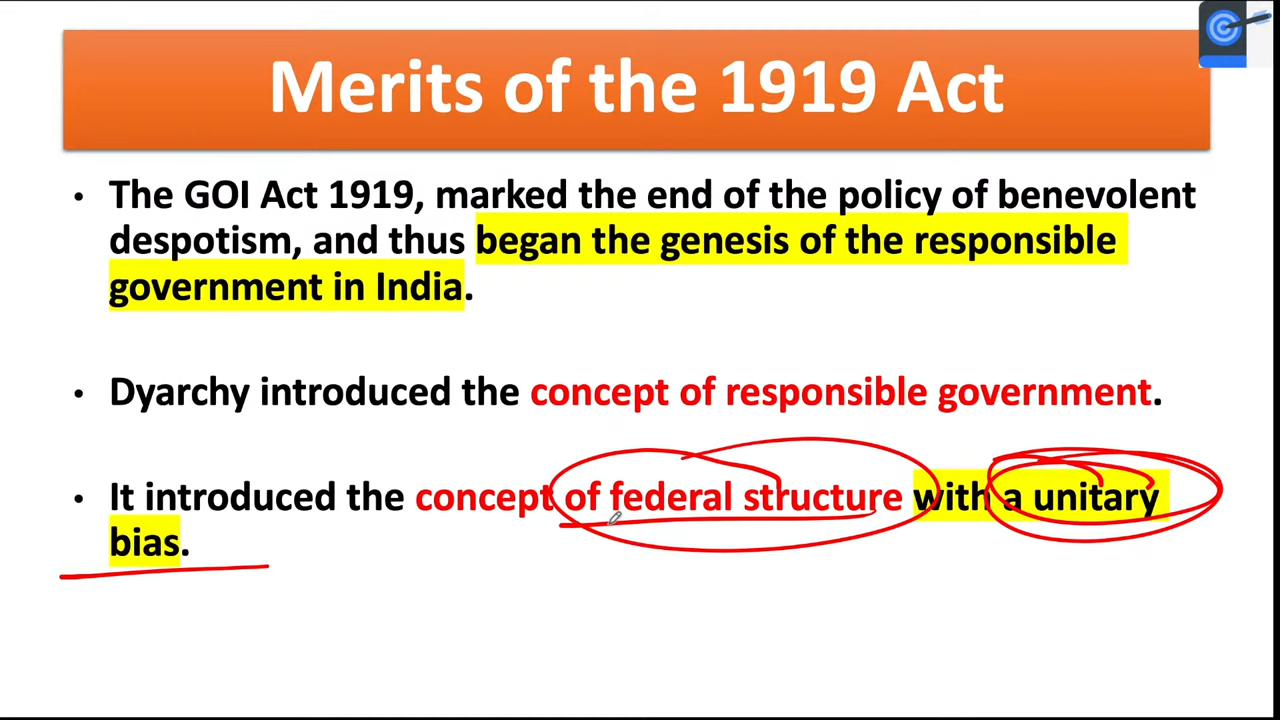 Merits of the 1919 Act
• The GOI Act 1919, marked the end of the policy of benevolent
despotism, and thus began the genesis of the responsible
government in India.
• Dyarchy introduced the concept of responsible government.
• It introduced the concept of federal structure with a unitary
bias.